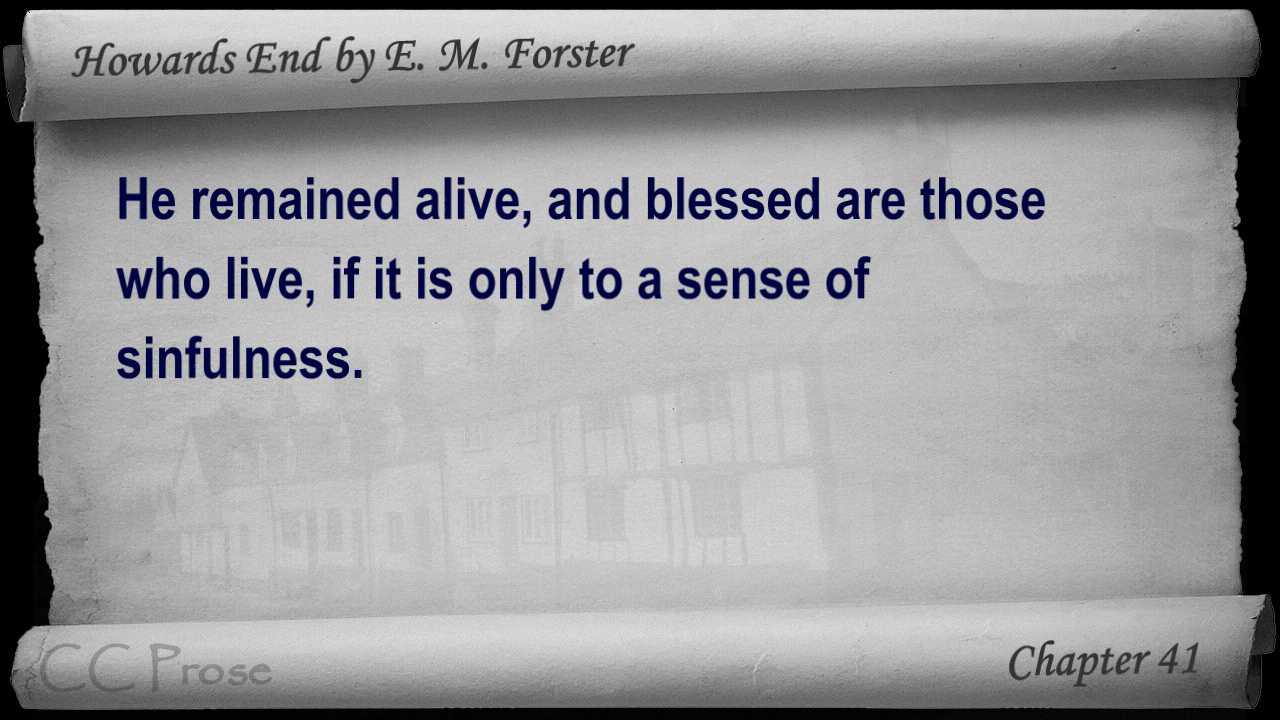 Howards End by E. M. Forster
He remained alive, and blessed are those
who live, if it is only to a sense of
sinfulness.
CC Prose
Chapter 41